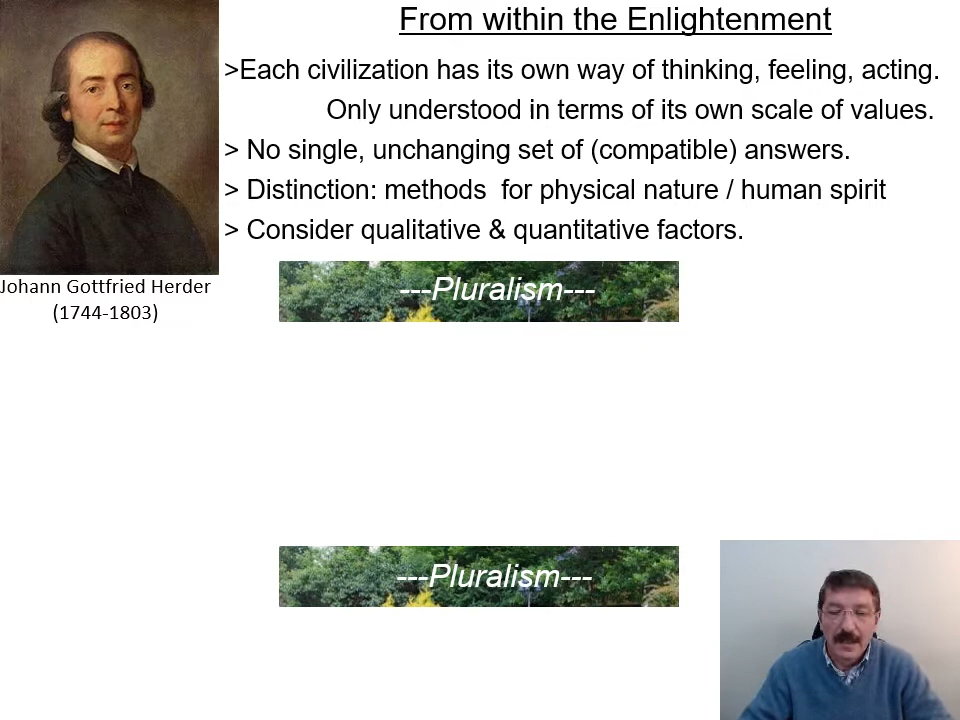 From within the Enlightenment
>Each civilization has its own way of thinking, feeling, acting.
Only understood in terms of its own scale of values.
> No single, unchanging set of (compatible) answers.
> Distinction: methods for physical nature / human spirit
> Consider qualitative & quantitative factors.
Johann Gottfried Herder
(1744-1803)
---Pluralism---
---Pluralism---